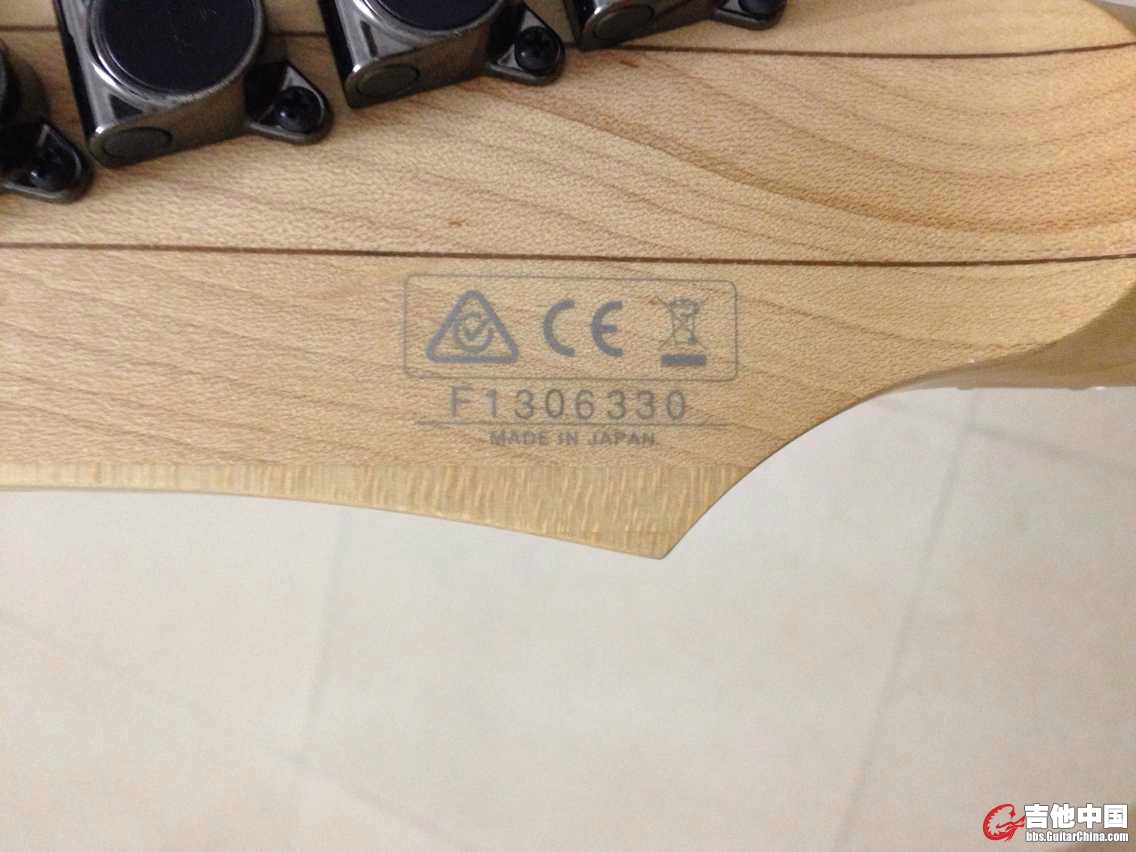 CE
F1306330
MADE IN JAPAN
吉他中国
bbs.GuitarChina.com